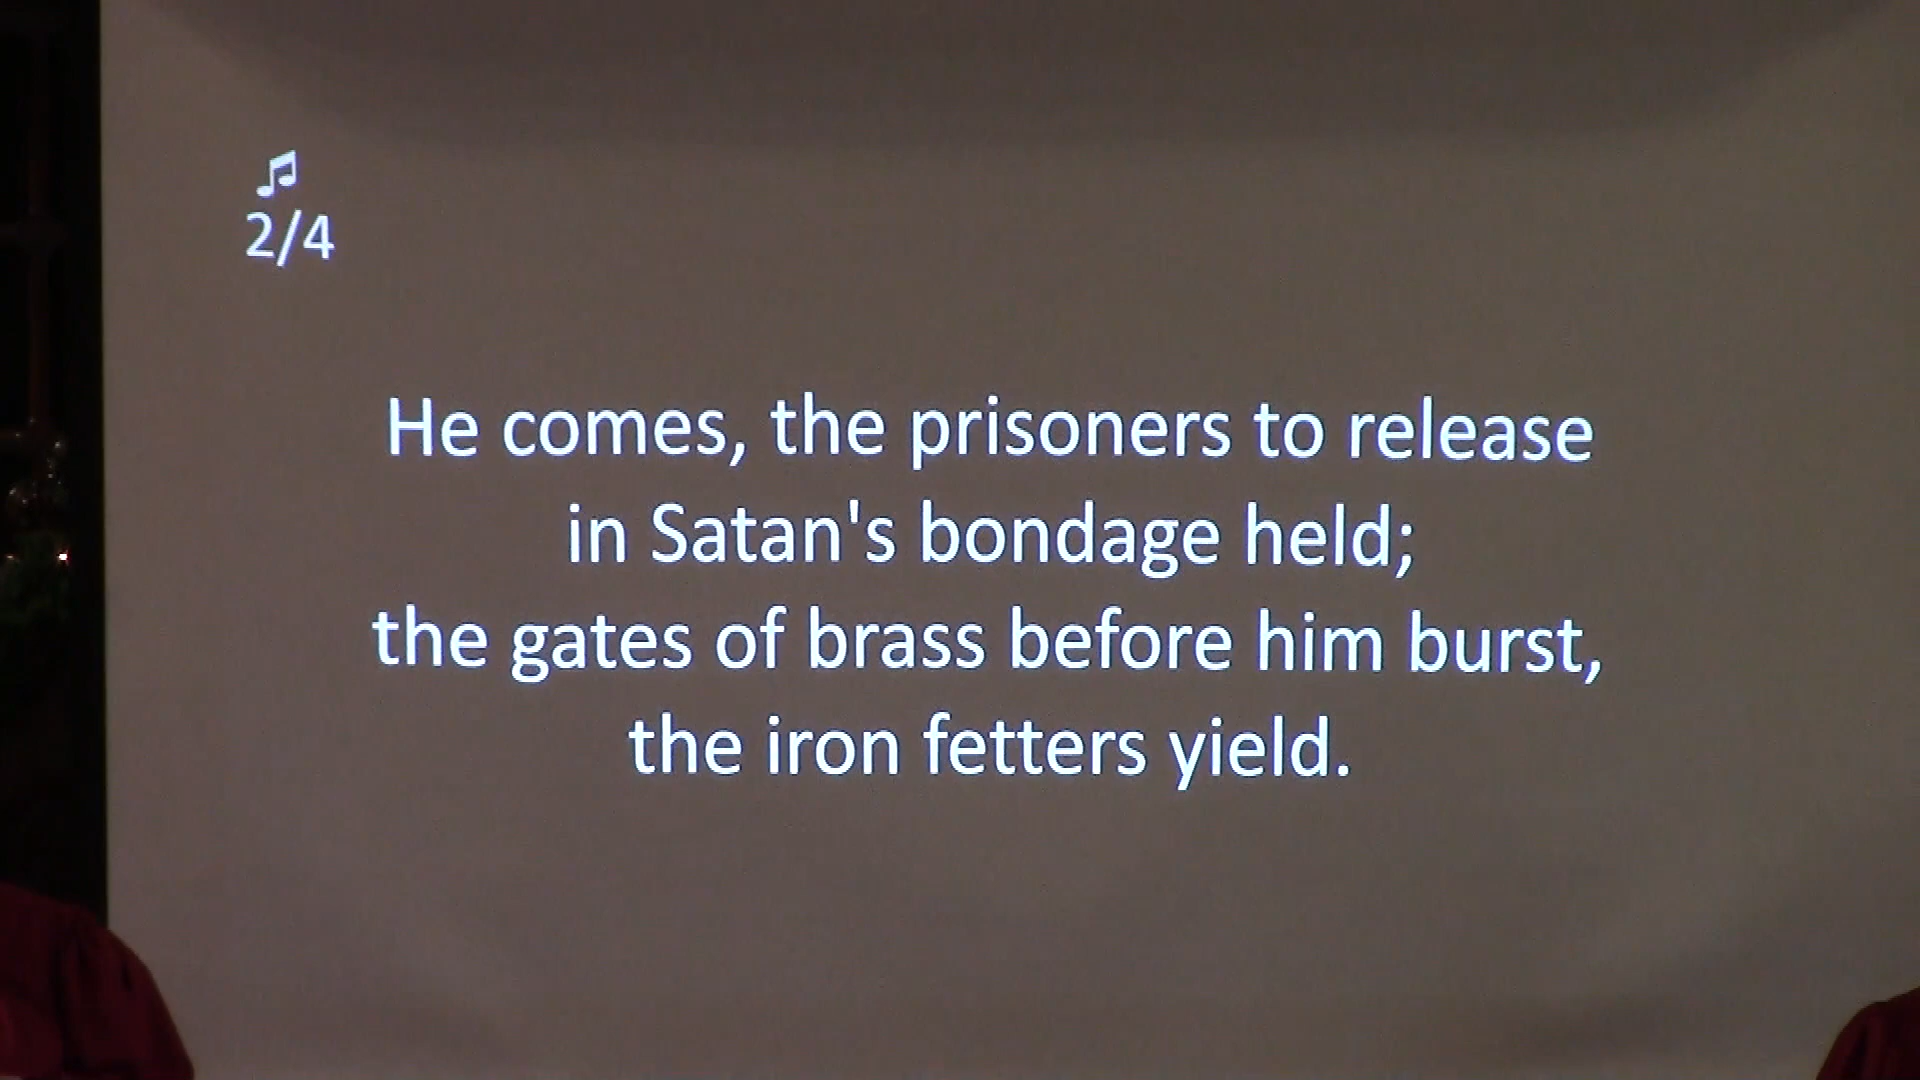 ♫
2/4
He comes, the prisoners to release
in Satan's bondage held;
the gates of brass before him burst,
the iron fetters yield.